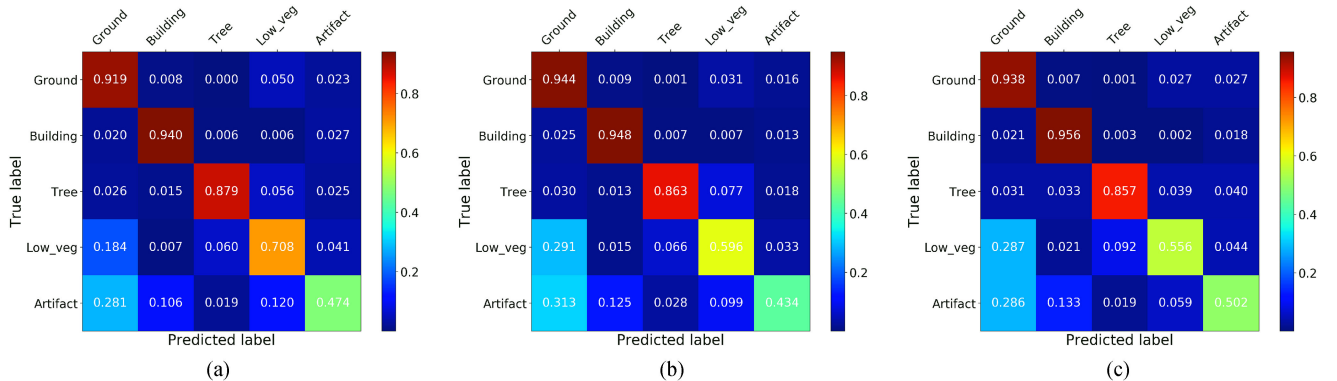 Ground Building Tree Low_veg Artifact
Ground 0.919 0.008 0.000 0.050 0.023
0.8
Building 0.020 0.940 0.006 0.006 0.027
0.6
Tree 0.026 0.015 0.879 0.056 0.025
0.4
Low_veg 0.184 0.007 0.060 0.708 0.041
0.2
Artifact 0.281 0.106 0.019 0.120 0.474
True label
Predicted label
(a)
Ground Building Tree Low_veg Artifact
Ground 0.944 0.009 0.001 0.031 0.016
0.8
Building 0.025 0.948 0.007 0.007 0.013
0.6
Tree 0.030 0.013 0.863 0.077 0.018
0.4
Low_veg 0.291 0.015 0.066 0.596 0.033
0.2
Artifact 0.313 0.125 0.028 0.099 0.434
True label
Predicted label
(b)
Ground Building Tree Low_veg Artifact
Ground 0.938 0.007 0.001 0.027 0.027
0.8
Building 0.021 0.956 0.003 0.002 0.018
0.6
Tree 0.031 0.033 0.857 0.039 0.040
0.4
Low_veg 0.287 0.021 0.092 0.556 0.044
0.2
Artifact 0.286 0.133 0.019 0.059 0.502
True label
Predicted label
(c)